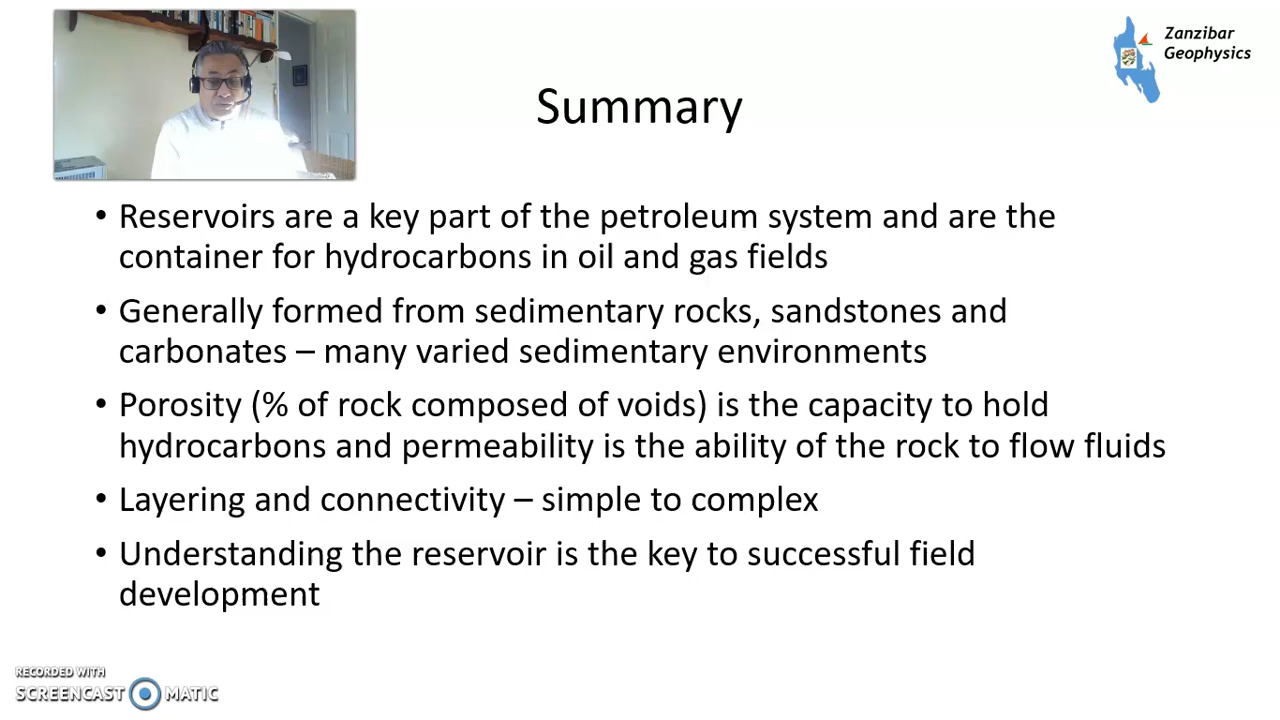 Zanzibar
Geophysics
Summary
• Reservoirs are a key part of the petroleum system and are the
container for hydrocarbons in oil and gas fields
• Generally formed from sedimentary rocks, sandstones and
carbonates – many varied sedimentary environments
• Porosity (% of rock composed of voids) is the capacity to hold
hydrocarbons and permeability is the ability of the rock to flow fluids
• Layering and connectivity – simple to complex
• Understanding the reservoir is the key to successful field
development
RECORDED WITH
SCREENCAST MATIC